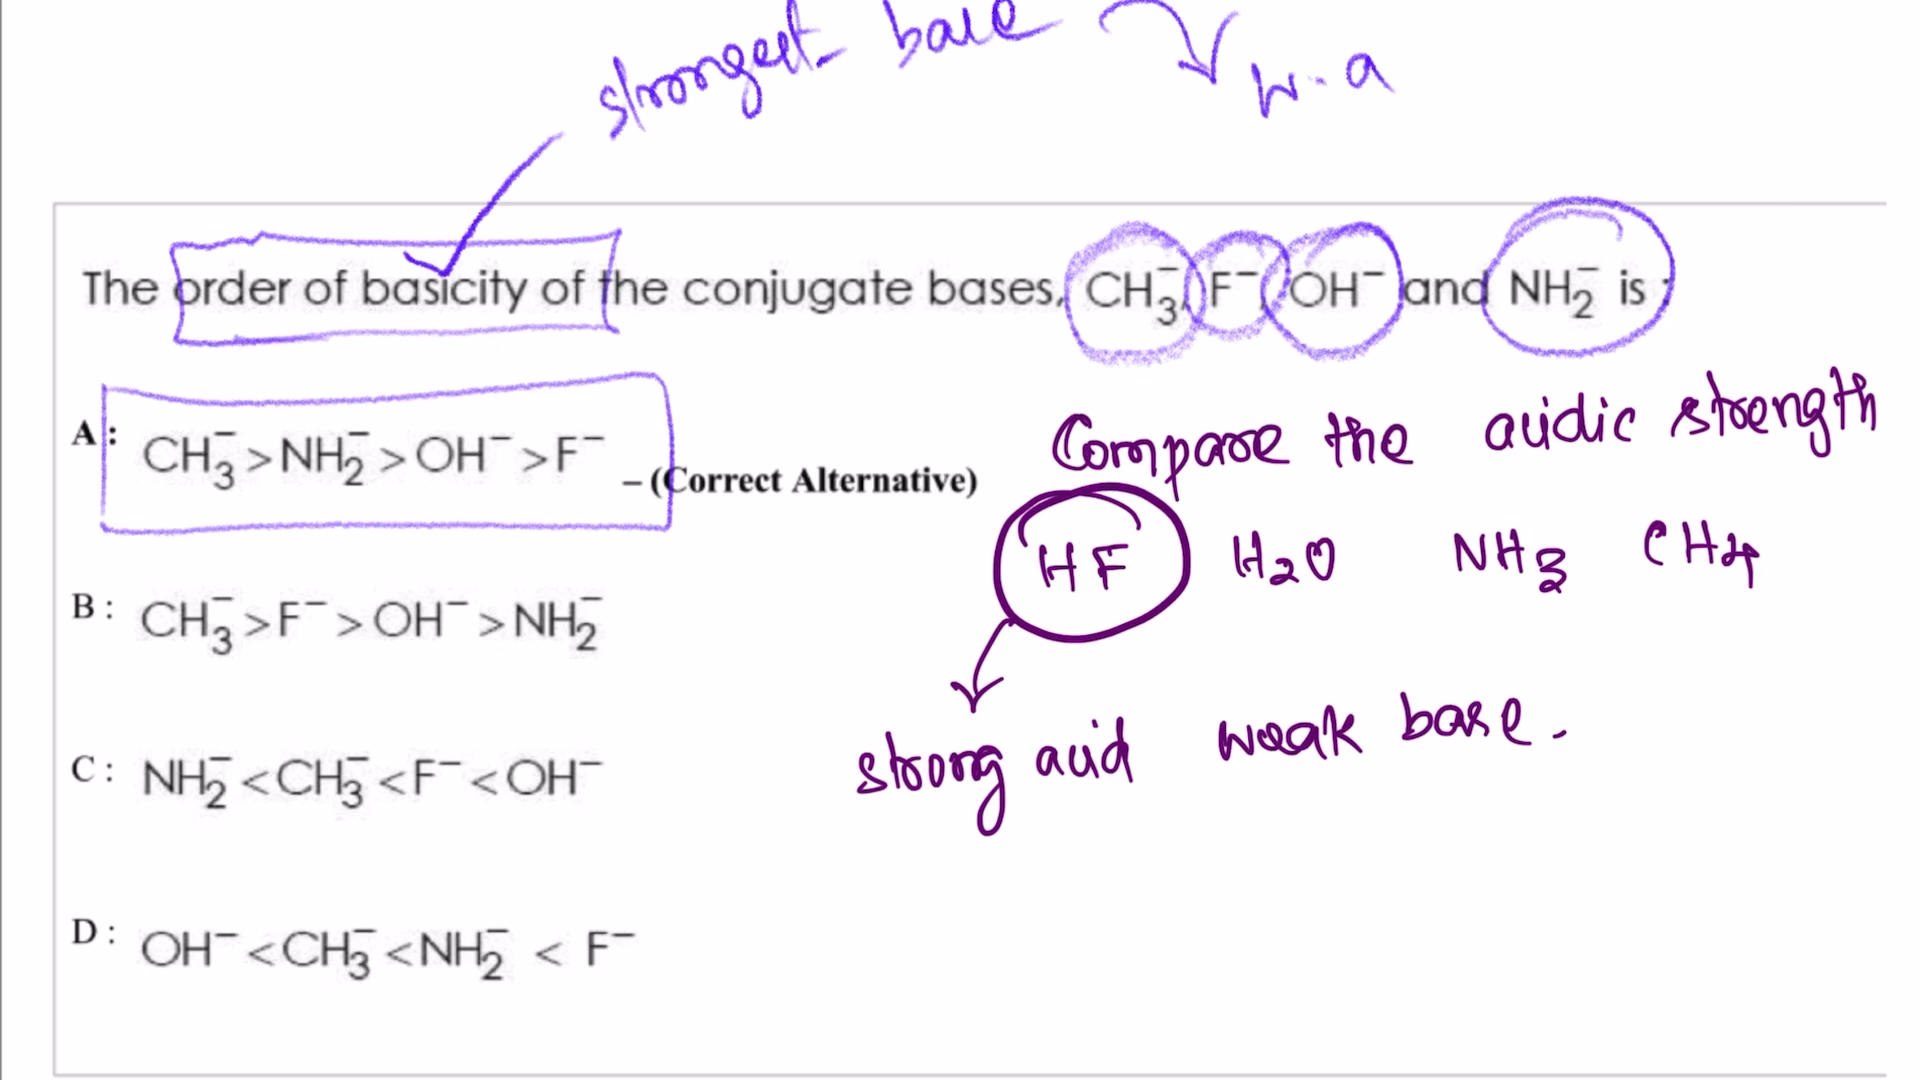 strongest base
w.a
The order of basicity of the conjugate bases, CH₃⁻, F⁻, OH⁻ and NH₂⁻ is :
A : CH₃⁻ > NH₂⁻ > OH⁻ > F⁻ – (Correct Alternative)
Compare the acidic strength
HF H₂O NH₃ CH₄
B : CH₃⁻ > F⁻ > OH⁻ > NH₂⁻
strong acid weak base.
C : NH₂⁻ < CH₃⁻ < F⁻ < OH⁻
D : OH⁻ < CH₃⁻ < NH₂⁻ < F⁻